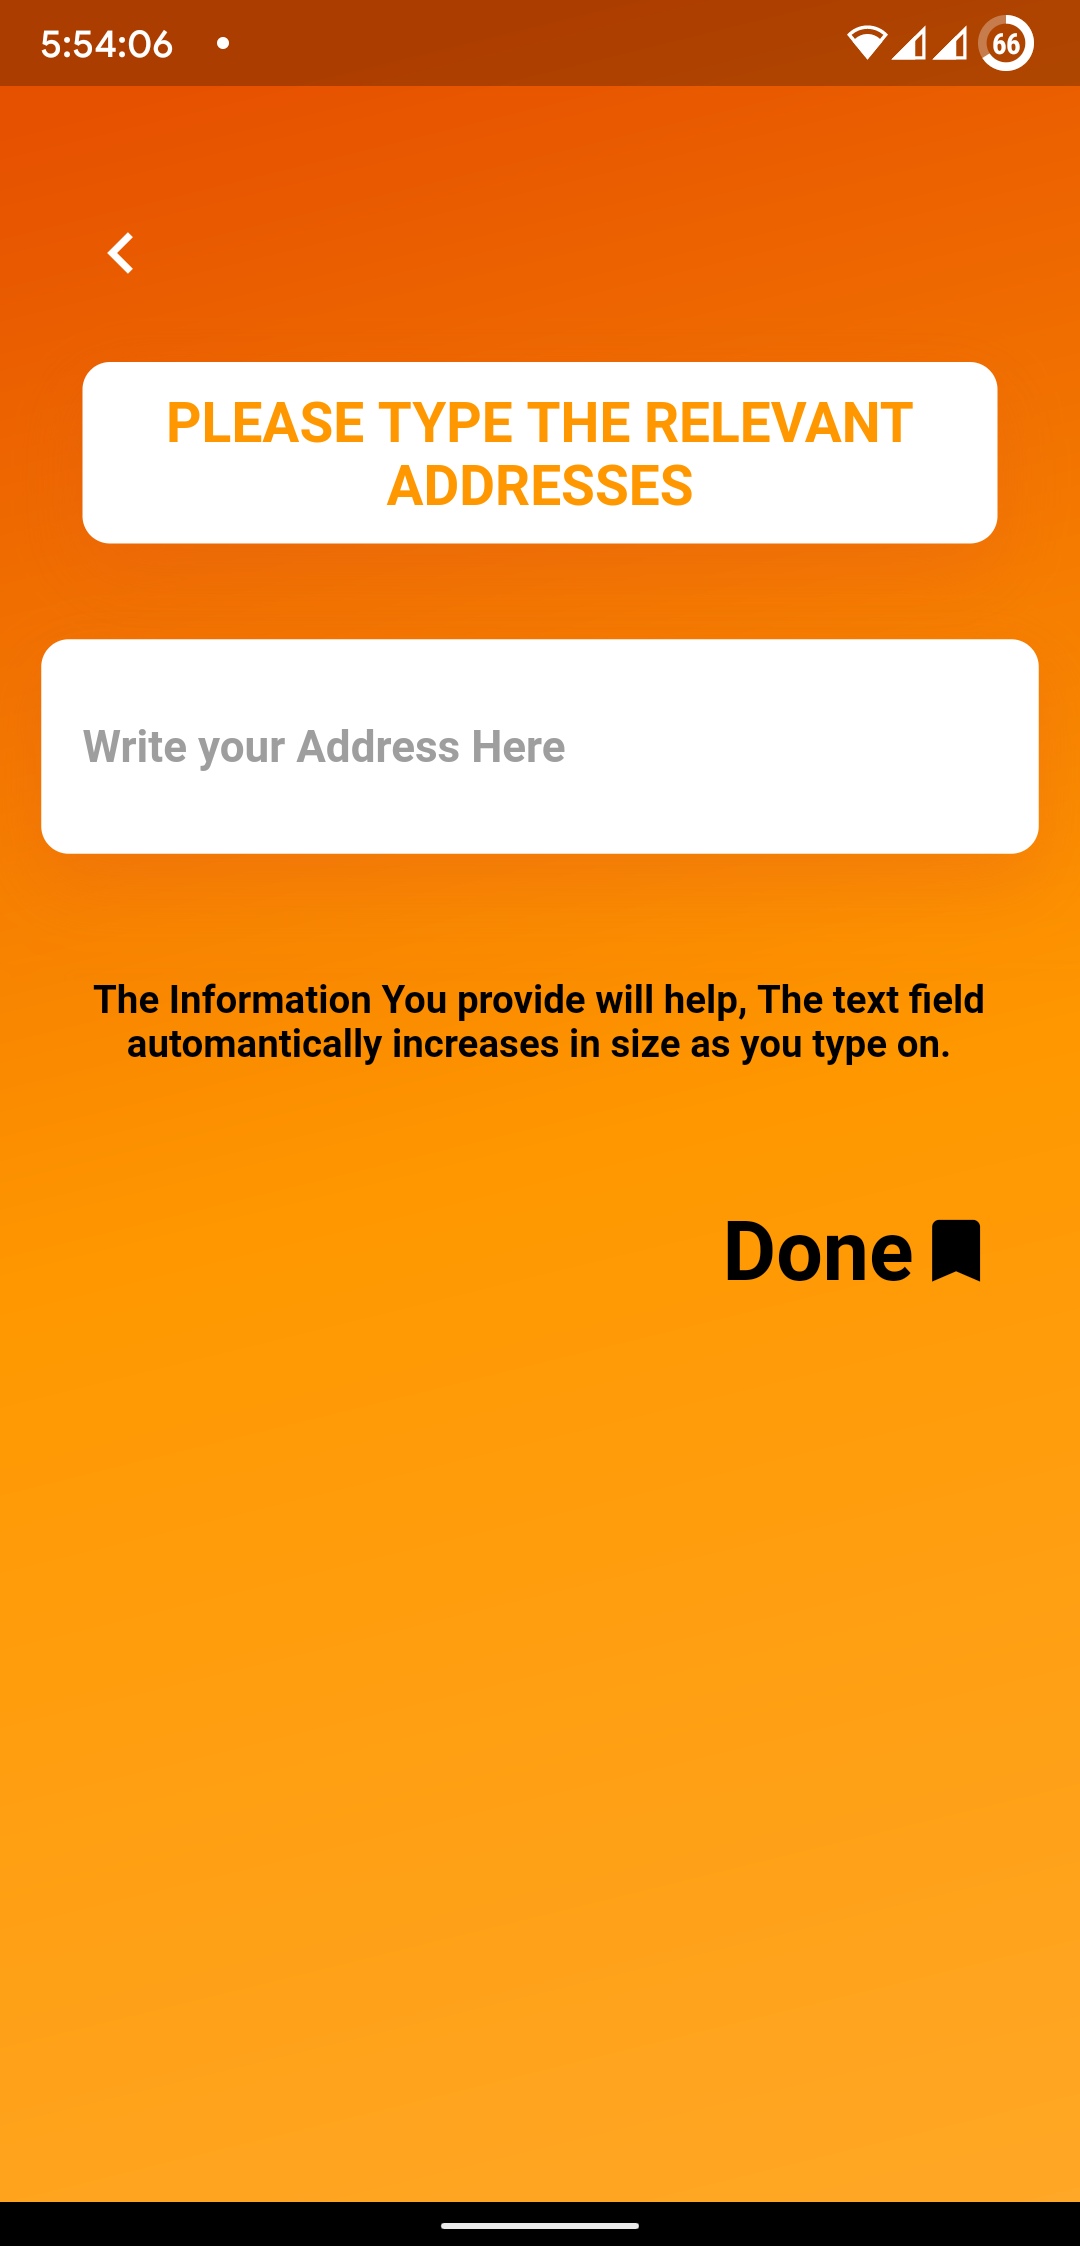 5:54:06
66
PLEASE TYPE THE RELEVANT
ADDRESSES
Write your Address Here
The Information You provide will help, The text field
automantically increases in size as you type on.
Done